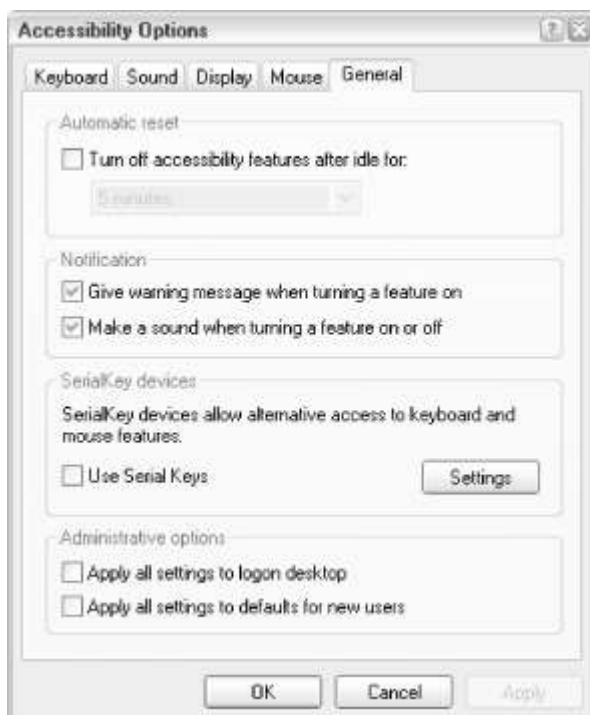 Accessibility Options
Keyboard Sound Display Mouse General
Automatic reset
Turn off accessibility features after idle for:
5 minutes
Notification
Give warning message when turning a feature on
Make a sound when turning a feature on or off
SerialKey devices
SerialKey devices allow alternative access to keyboard and
mouse features.
Use Serial Keys Settings
Administrative options
Apply all settings to logon desktop
Apply all settings to defaults for new users
OK Cancel Apply